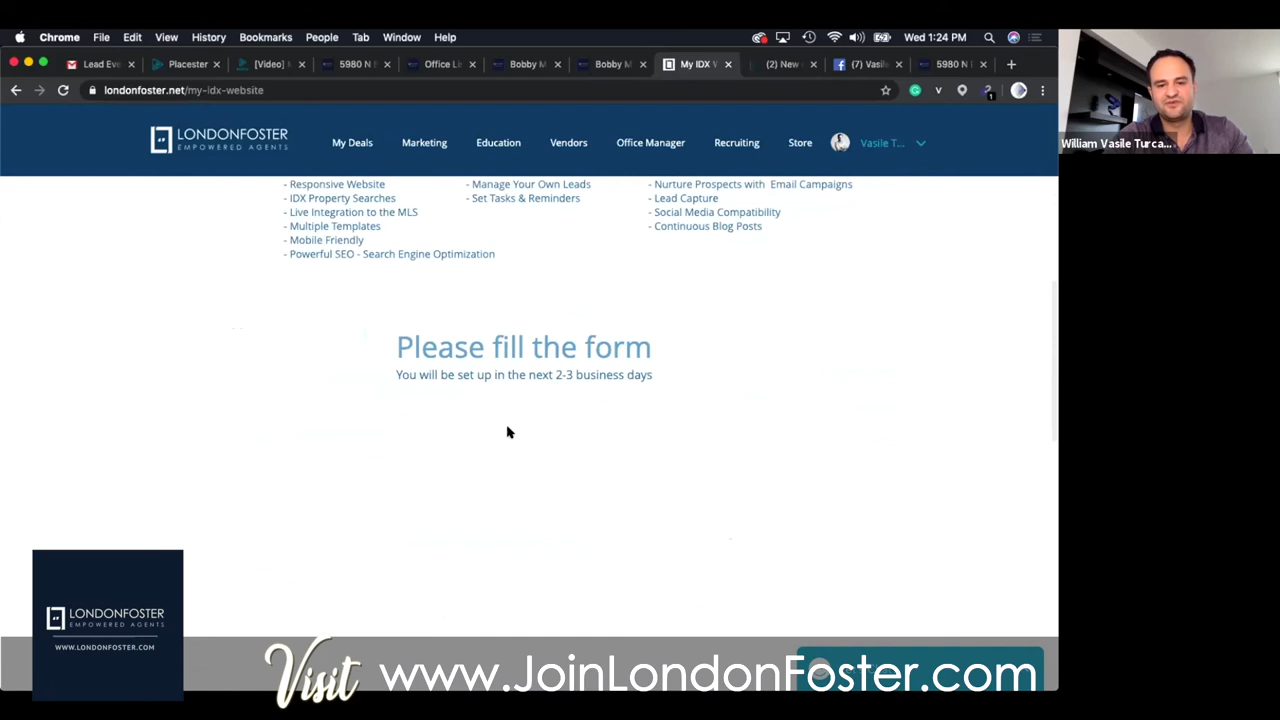 Chrome File Edit View History Bookmarks People Tab Window Help
Wed 1:24 PM
Lead Eve
Placester
[Video]
5980 N E
Office Lis
Bobby M
Bobby M
My IDX W
(2) New
(7) Vasile
5980 N
londonfoster.net/my-idx-website
1
LONDONFOSTER
EMPOWERED AGENTS
My Deals Marketing Education Vendors Office Manager Recruiting Store Vasile T...
- Responsive Website
- IDX Property Searches
- Live Integration to the MLS
- Multiple Templates
- Mobile Friendly
- Powerful SEO - Search Engine Optimization
- Manage Your Own Leads
- Set Tasks & Reminders
- Nurture Prospects with Email Campaigns
- Lead Capture
- Social Media Compatibility
- Continuous Blog Posts
Please fill the form
You will be set up in the next 2-3 business days
William Vasile Turca...
LONDONFOSTER
EMPOWERED AGENTS
WWW.LONDONFOSTER.COM
Visit www.JoinLondonFoster.com